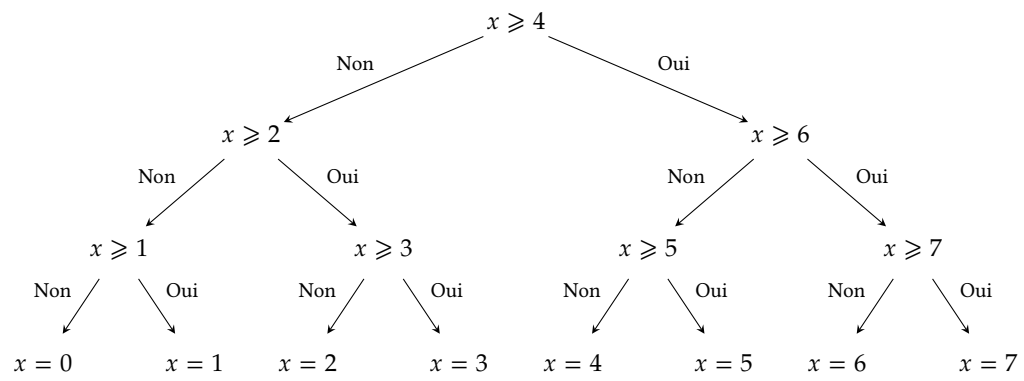 x ⩾ 4
Non Oui
x ⩾ 2 x ⩾ 6
Non Oui Non Oui
x ⩾ 1 x ⩾ 3 x ⩾ 5 x ⩾ 7
Non Oui Non Oui Non Oui Non Oui
x = 0 x = 1 x = 2 x = 3 x = 4 x = 5 x = 6 x = 7